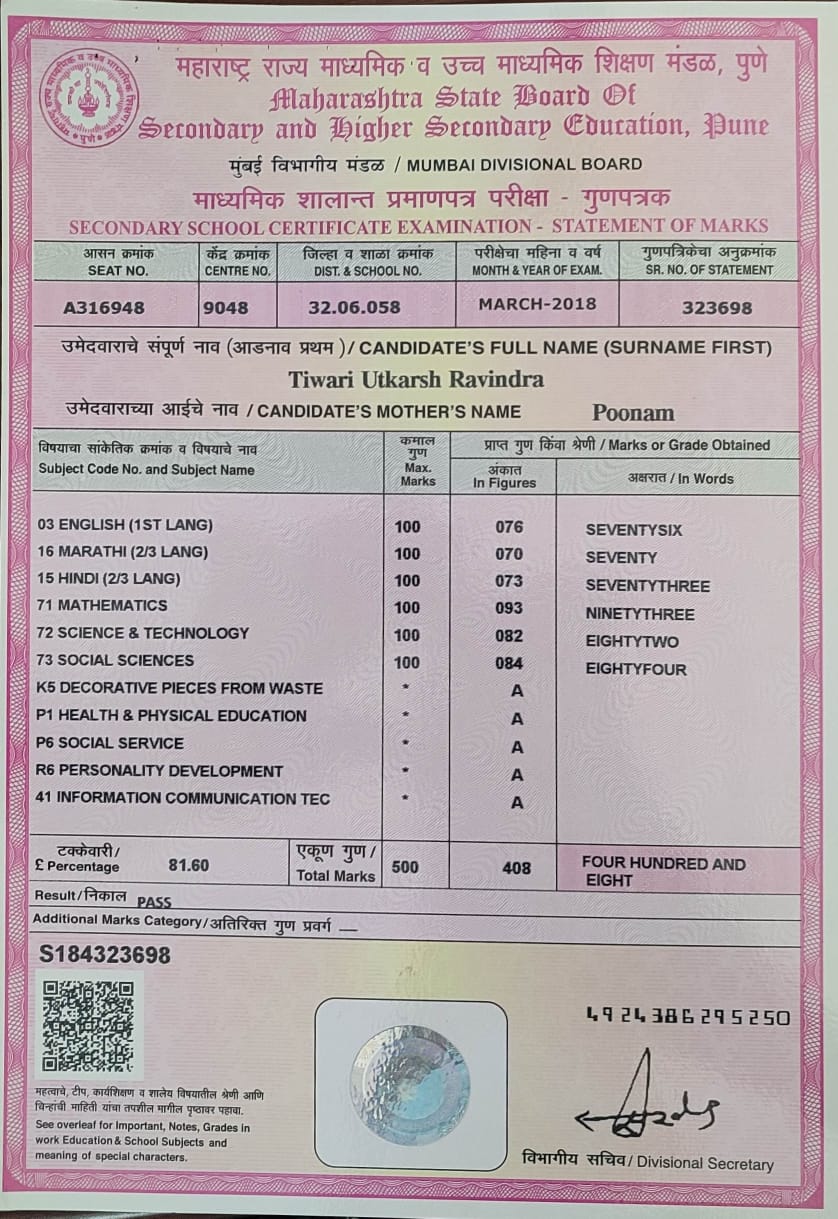 महाराष्ट्र राज्य माध्यमिक व उच्च माध्यमिक शिक्षण मंडळ, पुणे
Maharashtra State Board Of
Secondary and Higher Secondary Education, Pune
मुंबई विभागीय मंडळ / MUMBAI DIVISIONAL BOARD
माध्यमिक शालान्त प्रमाणपत्र परीक्षा - गुणपत्रक
SECONDARY SCHOOL CERTIFICATE EXAMINATION - STATEMENT OF MARKS
आसन क्रमांक केंद्र क्रमांक जिल्हा व शाळा क्रमांक परीक्षेचा महिना व वर्ष गुणपत्रिकेचा अनुक्रमांक
SEAT NO. CENTRE NO. DIST. & SCHOOL NO. MONTH & YEAR OF EXAM. SR. NO. OF STATEMENT
A316948 9048 32.06.058 MARCH-2018 323698
उमेदवाराचे संपूर्ण नाव (आडनाव प्रथम )/ CANDIDATE'S FULL NAME (SURNAME FIRST)
Tiwari Utkarsh Ravindra
उमेदवाराच्या आईचे नाव / CANDIDATE'S MOTHER'S NAME Poonam
विषयाचा सांकेतिक क्रमांक व विषयाचे नाव
Subject Code No. and Subject Name
कमाल
गुण
Max.
Marks
प्राप्त गुण किंवा श्रेणी / Marks or Grade Obtained
अंकात
In Figures
अक्षरात / In Words
03 ENGLISH (1ST LANG) 100 076 SEVENTYSIX
16 MARATHI (2/3 LANG) 100 070 SEVENTY
15 HINDI (2/3 LANG) 100 073 SEVENTYTHREE
71 MATHEMATICS 100 093 NINETYTHREE
72 SCIENCE & TECHNOLOGY 100 082 EIGHTYTWO
73 SOCIAL SCIENCES 100 084 EIGHTYFOUR
K5 DECORATIVE PIECES FROM WASTE * A
P1 HEALTH & PHYSICAL EDUCATION * A
P6 SOCIAL SERVICE * A
R6 PERSONALITY DEVELOPMENT * A
41 INFORMATION COMMUNICATION TEC * A
टक्केवारी/
£ Percentage 81.60
एकूण गुण /
Total Marks 500 408 FOUR HUNDRED AND
EIGHT
Result/निकाल PASS
Additional Marks Category/अतिरिक्त गुण प्रवर्ग __
S184323698
4924386295250
महत्वाचे, टीप, कार्यशिक्षण व शालेय विषयातील श्रेणी आणि
चिन्हांची माहिती यांचा तपशील मागील पृष्ठावर पहावा.
See overleaf for Important, Notes, Grades in
work Education & School Subjects and
meaning of special characters.
विभागीय सचिव/ Divisional Secretary